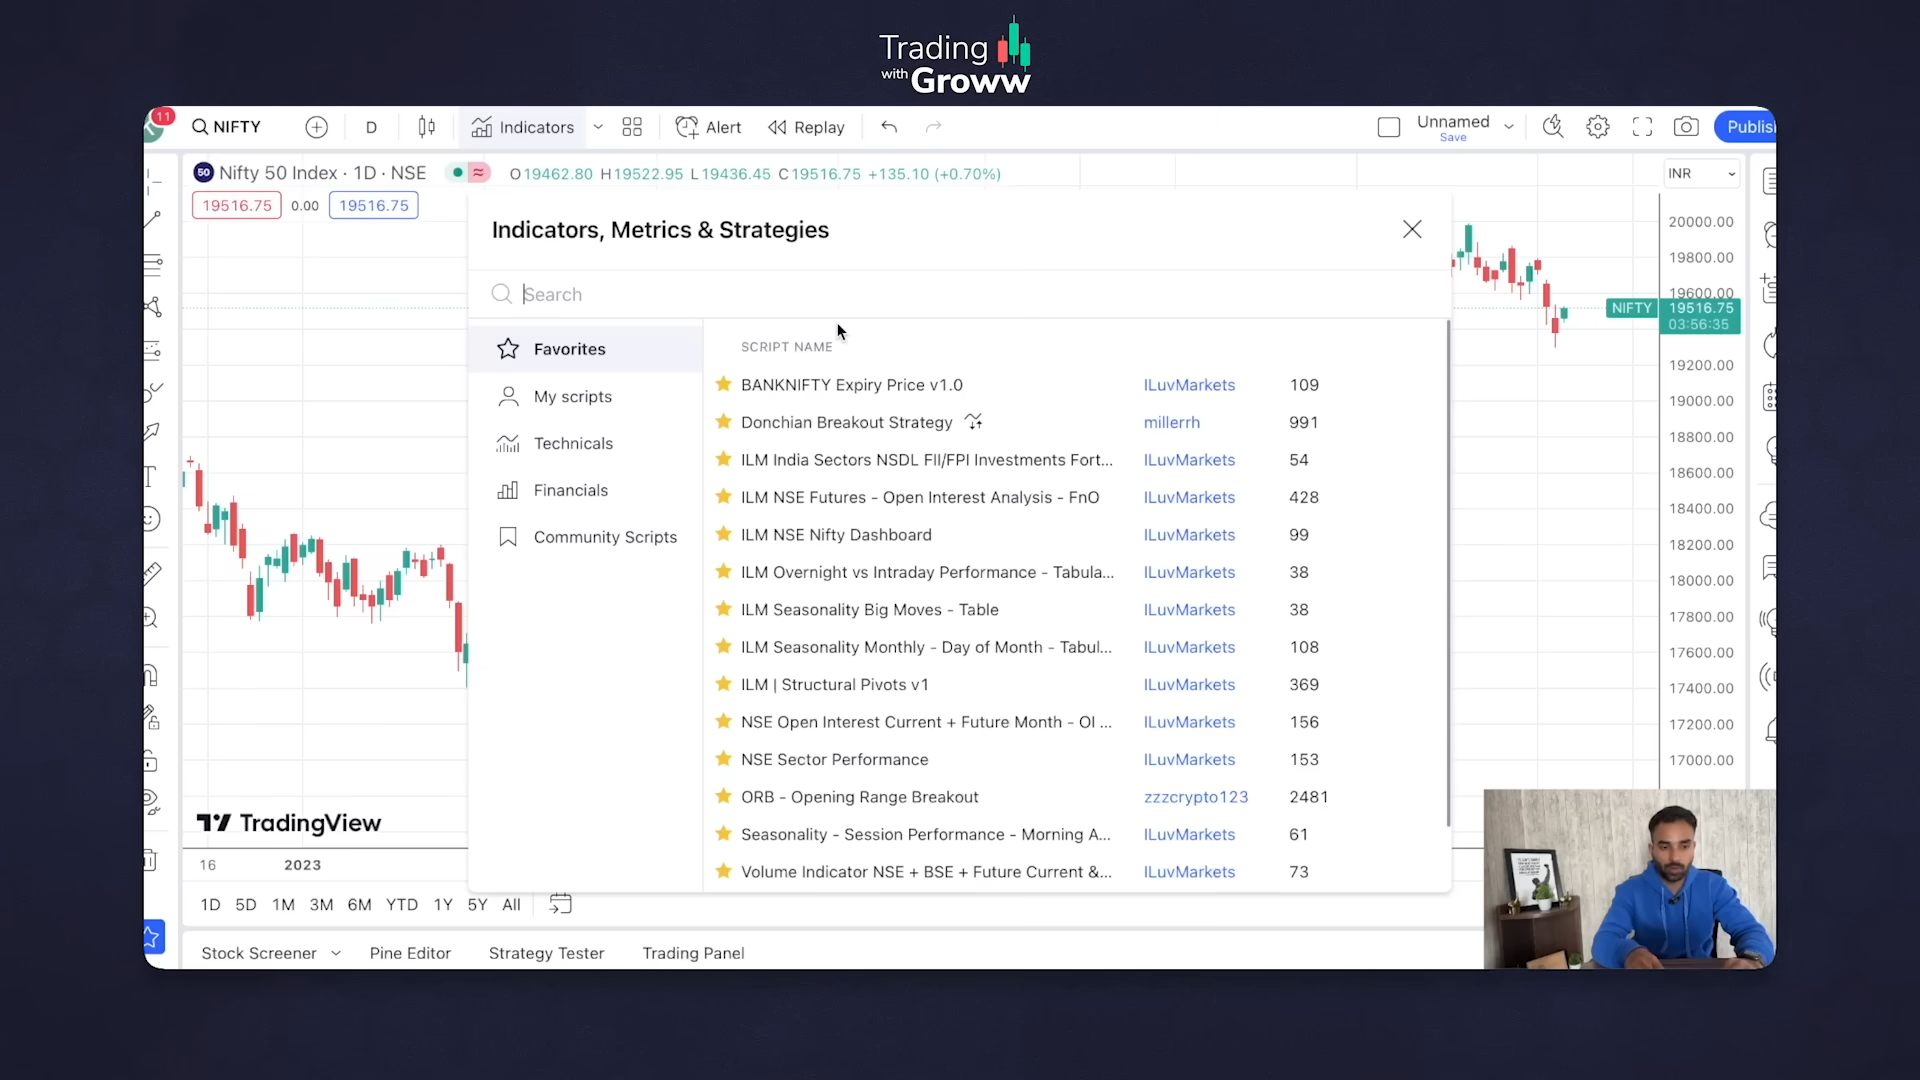 Trading
with Groww
11
NIFTY
D
Indicators
Alert
Replay
Unnamed
Save
Publis
50 Nifty 50 Index · 1D · NSE
O19462.80 H19522.95 L19436.45 C19516.75 +135.10 (+0.70%)
INR
19516.75 0.00 19516.75
Indicators, Metrics & Strategies
Search
Favorites
My scripts
Technicals
Financials
Community Scripts
SCRIPT NAME
BANKNIFTY Expiry Price v1.0 ILuvMarkets 109
Donchian Breakout Strategy millerrh 991
ILM India Sectors NSDL FII/FPI Investments Fort... ILuvMarkets 54
ILM NSE Futures - Open Interest Analysis - FnO ILuvMarkets 428
ILM NSE Nifty Dashboard ILuvMarkets 99
ILM Overnight vs Intraday Performance - Tabula... ILuvMarkets 38
ILM Seasonality Big Moves - Table ILuvMarkets 38
ILM Seasonality Monthly - Day of Month - Tabul... ILuvMarkets 108
ILM | Structural Pivots v1 ILuvMarkets 369
NSE Open Interest Current + Future Month - OI ... ILuvMarkets 156
NSE Sector Performance ILuvMarkets 153
ORB - Opening Range Breakout zzzcrypto123 2481
Seasonality - Session Performance - Morning A... ILuvMarkets 61
Volume Indicator NSE + BSE + Future Current &... ILuvMarkets 73
20000.00
19800.00
19600.00
NIFTY 19516.75
03:56:35
19200.00
19000.00
18800.00
18600.00
18400.00
18200.00
18000.00
17800.00
17600.00
17400.00
17200.00
17000.00
TradingView
16 2023
1D 5D 1M 3M 6M YTD 1Y 5Y All
Stock Screener Pine Editor Strategy Tester Trading Panel